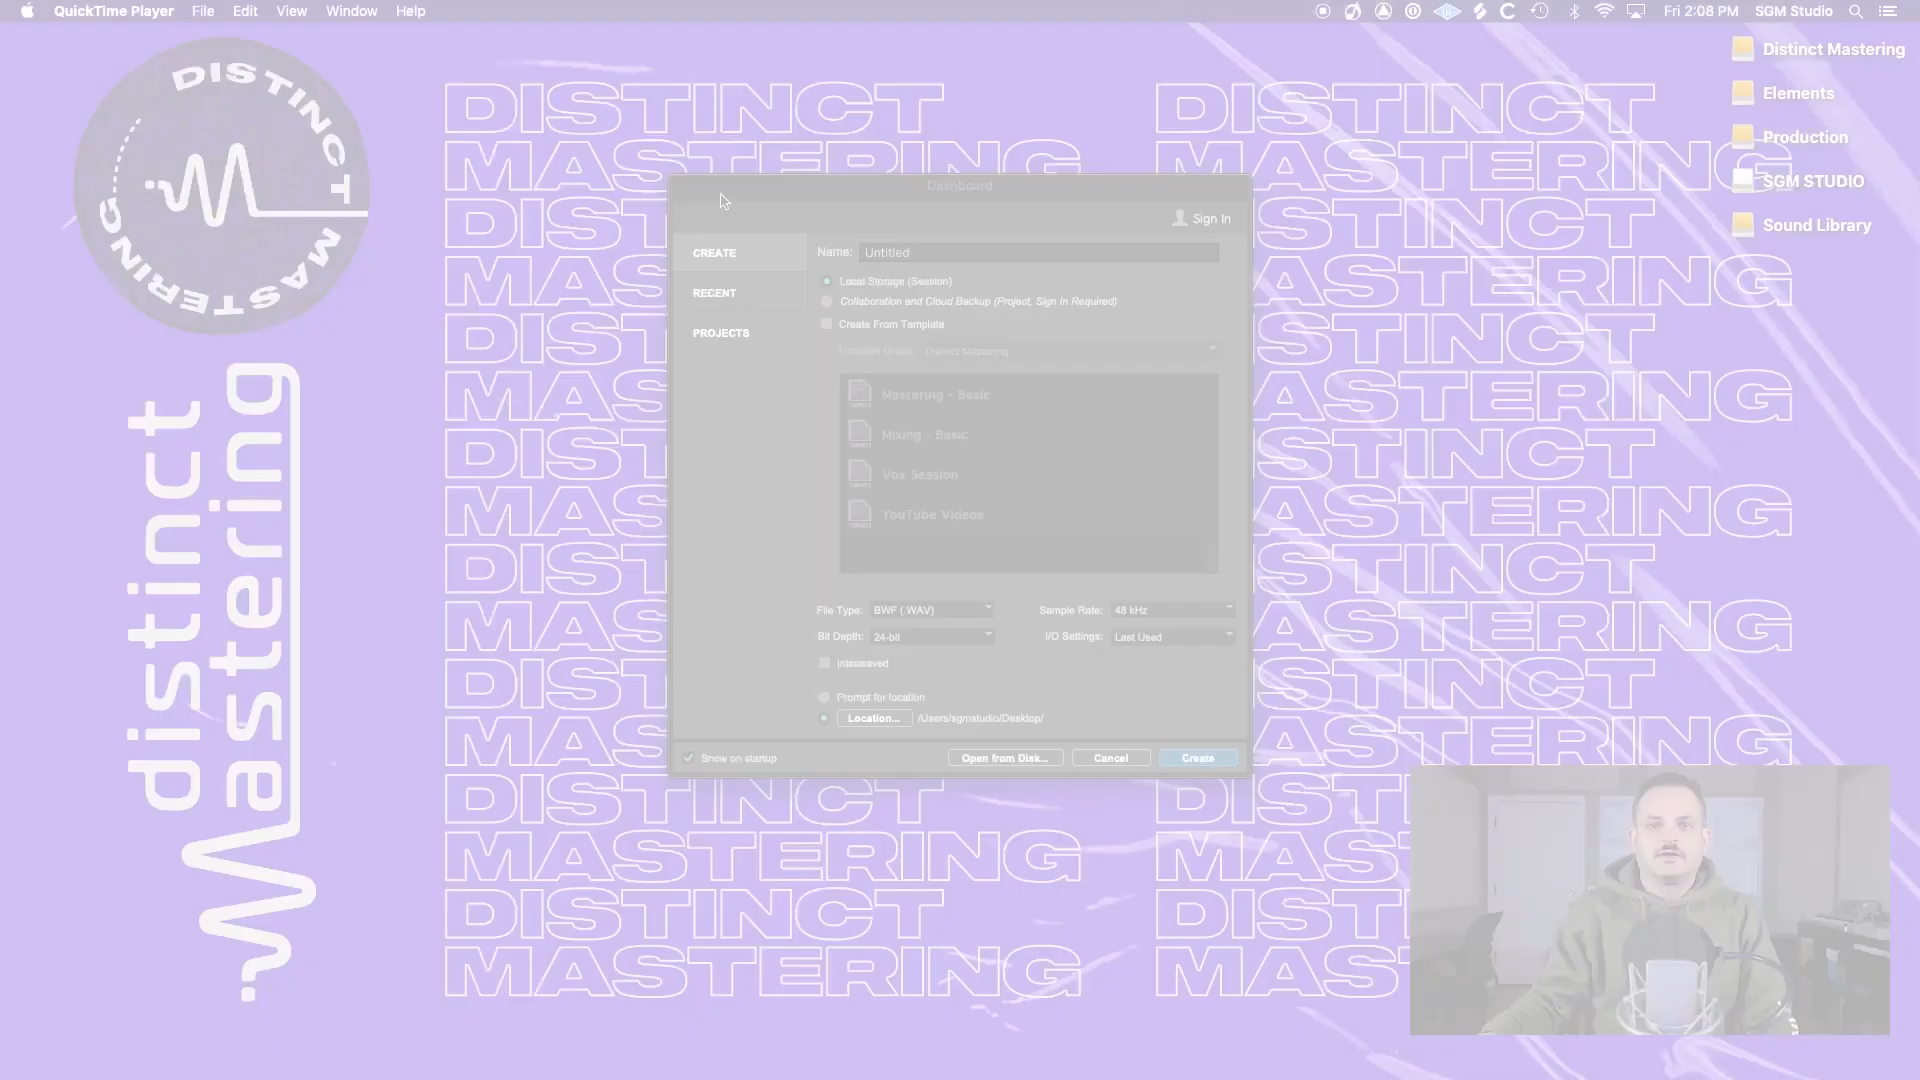 QuickTime Player File Edit View Window Help
Fri 2:08 PM SGM Studio
Distinct Mastering
Elements
Production
SGM STUDIO
Sound Library
DISTINCT MASTERING
distinct
mastering
DISTINCT
MASTERING
DISTINCT
MASTERING
DISTINCT
MASTERING
DISTINCT
MASTERING
DISTINCT
MASTERING
Dashboard
Sign In
CREATE
RECENT
PROJECTS
Name: Untitled
Local Storage (Session)
Collaboration and Cloud Backup (Project, Sign In Required)
Create From Template
Template Group: Distinct Mastering
Mastering - Basic
Mixing - Basic
Vox Session
YouTube Videos
File Type: BWF (.WAV)
Sample Rate: 48 kHz
Bit Depth: 24-bit
I/O Settings: Last Used
Interleaved
Prompt for location
Location... /Users/sgmstudio/Desktop/
Show on startup
Open from Disk...
Cancel
Create